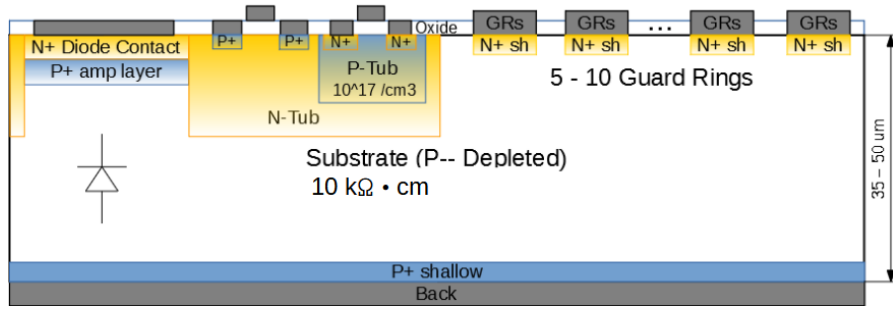 GRs GRs GRs GRs
Oxide
N+ Diode Contact P+ P+ N+ N+ N+ sh N+ sh ... N+ sh N+ sh
P+ amp layer
P-Tub
10^17 /cm3
5 - 10 Guard Rings
N-Tub
Substrate (P-- Depleted)
10 kΩ • cm
35 – 50 um
P+ shallow
Back